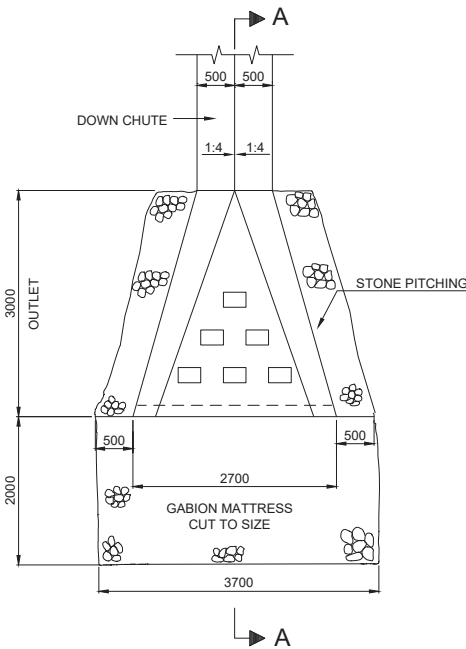 A
500 500
DOWN CHUTE
1:4 1:4
3000
OUTLET
STONE PITCHING
500 500
2700
2000
GABION MATTRESS
CUT TO SIZE
3700
A